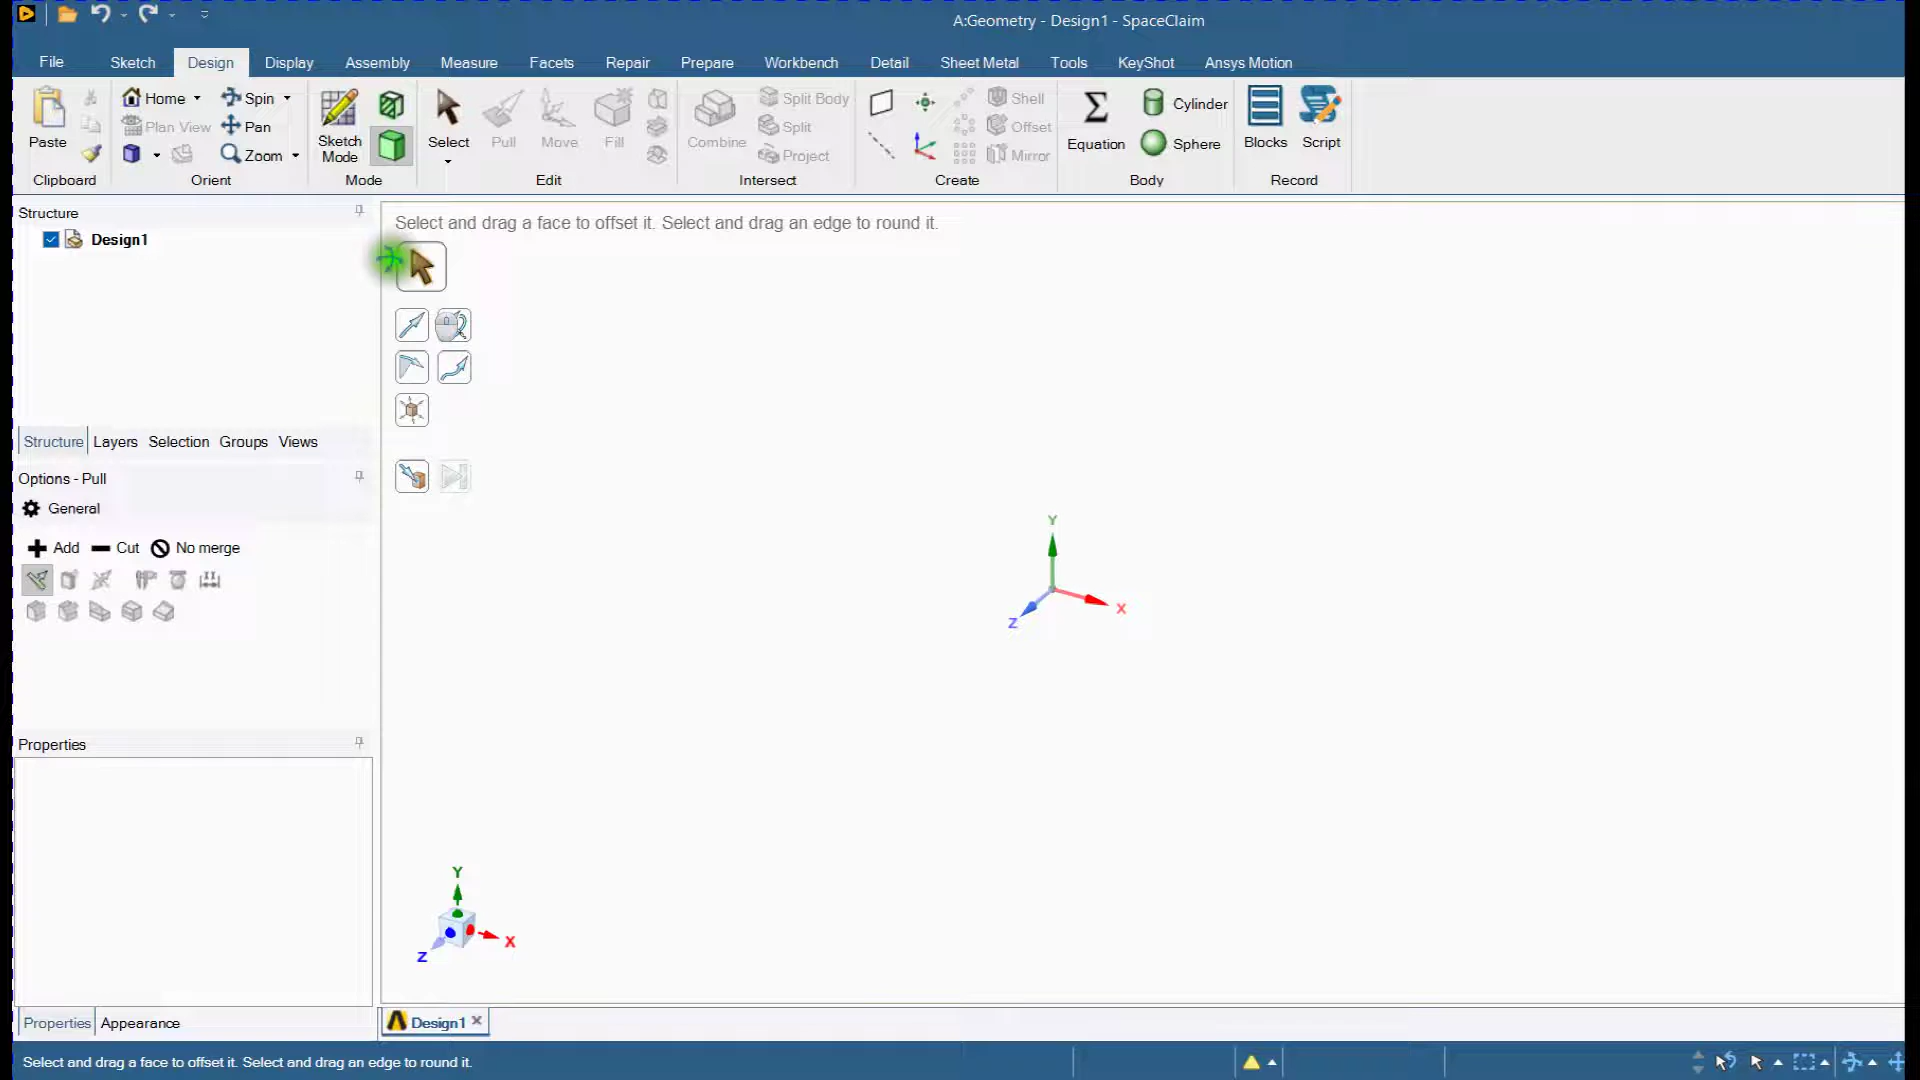 A:Geometry - Design1 - SpaceClaim
File Sketch Design Display Assembly Measure Facets Repair Prepare Workbench Detail Sheet Metal Tools KeyShot Ansys Motion
Paste
Clipboard
Home Spin
Plan View Pan
Zoom
Orient
Sketch Mode
Mode
Select Pull Move Fill
Edit
Combine
Split Body
Split
Project
Intersect
Shell
Offset
Mirror
Create
Equation
Cylinder
Sphere
Body
Blocks Script
Record
Structure
Design1
Structure Layers Selection Groups Views
Options - Pull
General
Add Cut No merge
Properties
Properties Appearance
Select and drag a face to offset it. Select and drag an edge to round it.
Y
X
Z
Y
X
Z
Design1
Select and drag a face to offset it. Select and drag an edge to round it.